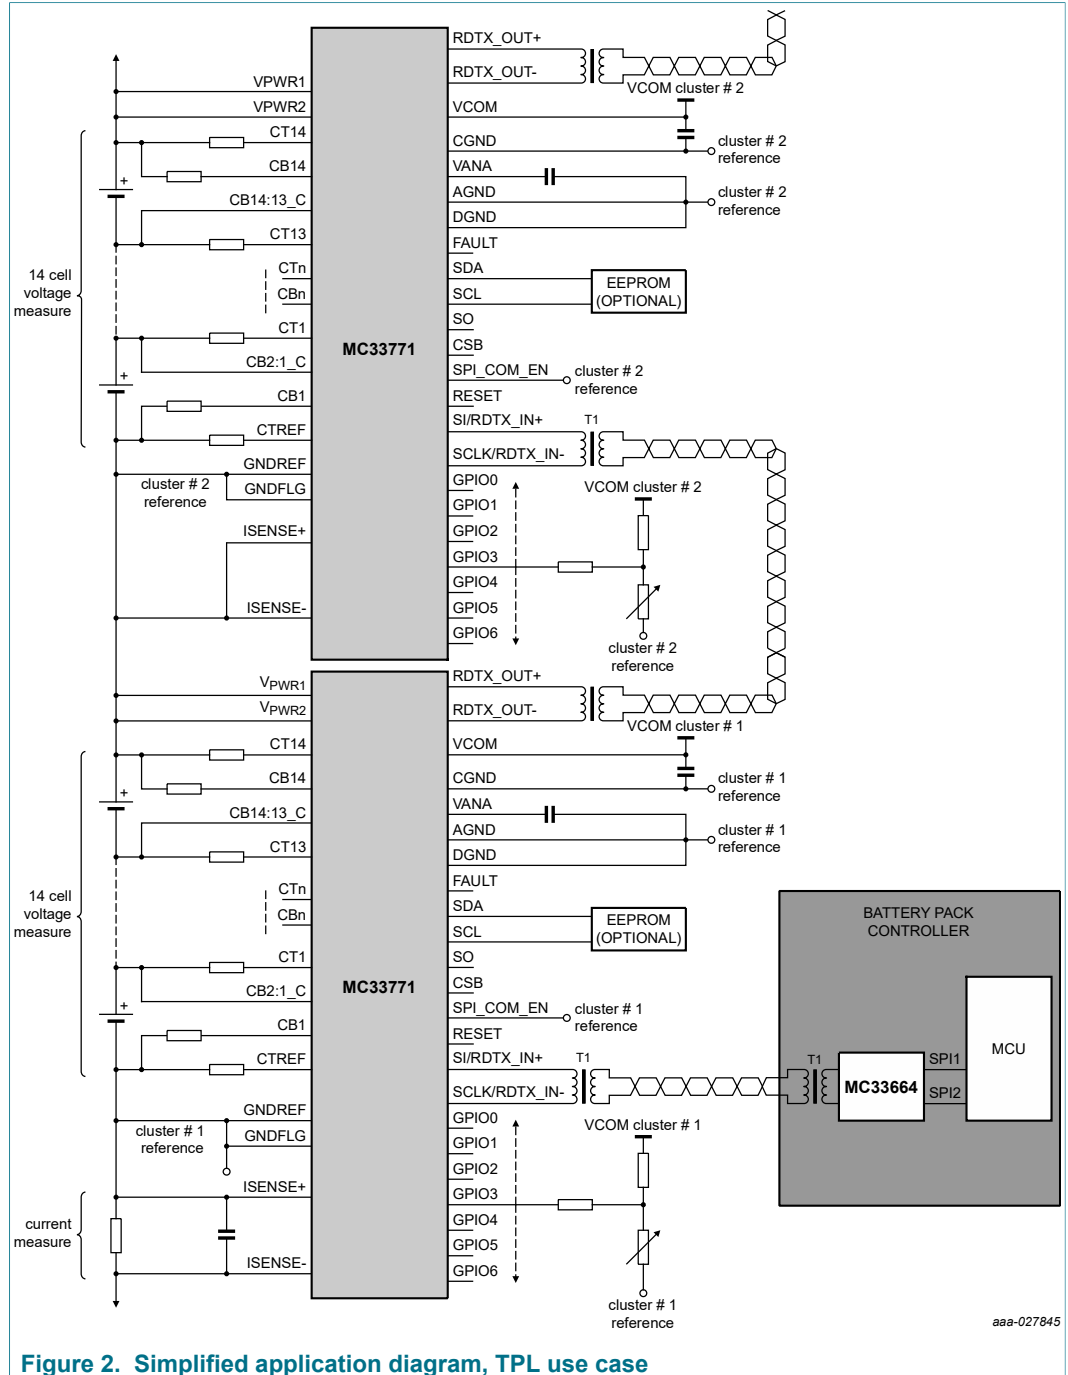 RDTX_OUT+
RDTX_OUT-
VCOM cluster # 2
VPWR1
VPWR2
VCOM
CT14
CGND
cluster # 2
reference
CB14
VANA
CB14:13_C
AGND
cluster # 2
reference
DGND
CT13
FAULT
14 cell
voltage
measure
CTn
SDA
EEPROM
(OPTIONAL)
CBn
SCL
SO
CT1
MC33771
CSB
CB2:1_C
SPI_COM_EN
cluster # 2
reference
CB1
RESET
CTREF
SI/RDTX_IN+
T1
SCLK/RDTX_IN-
GNDREF
cluster # 2
reference
GNDFLG
GPIO0
VCOM cluster # 2
GPIO1
ISENSE+
GPIO2
GPIO3
GPIO4
ISENSE-
GPIO5
GPIO6
cluster # 2
reference
RDTX_OUT+
VPWR1
VPWR2
RDTX_OUT-
VCOM cluster # 1
CT14
VCOM
CB14
CGND
cluster # 1
reference
CB14:13_C
VANA
AGND
cluster # 1
reference
CT13
DGND
FAULT
14 cell
voltage
measure
CTn
SDA
EEPROM
(OPTIONAL)
CBn
SCL
SO
CT1
MC33771
CSB
CB2:1_C
SPI_COM_EN
cluster # 1
reference
CB1
RESET
CTREF
SI/RDTX_IN+
T1
SCLK/RDTX_IN-
BATTERY PACK
CONTROLLER
MCU
T1
MC33664
SPI1
SPI2
GNDREF
cluster # 1
reference
GNDFLG
GPIO0
VCOM cluster # 1
GPIO1
GPIO2
ISENSE+
GPIO3
current
measure
GPIO4
GPIO5
ISENSE-
GPIO6
cluster # 1
reference
aaa-027845
Figure 2. Simplified application diagram, TPL use case